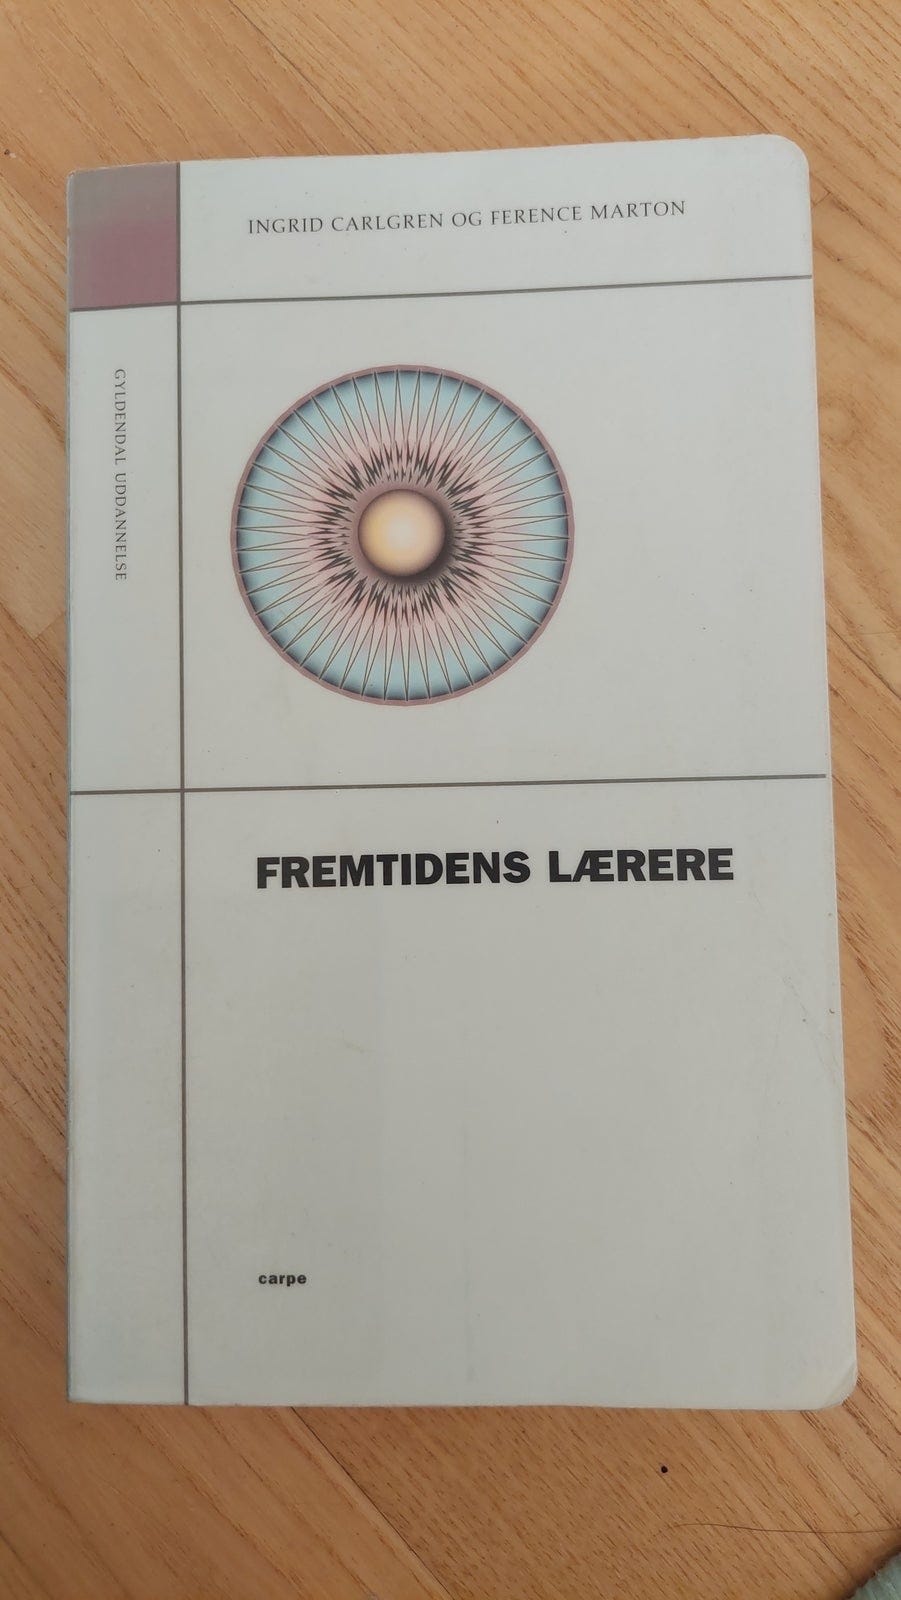 INGRID CARLGREN OG FERENCE MARTON
GYLDENDAL UDDANNELSE
FREMTIDENS LÆRERE
carpe